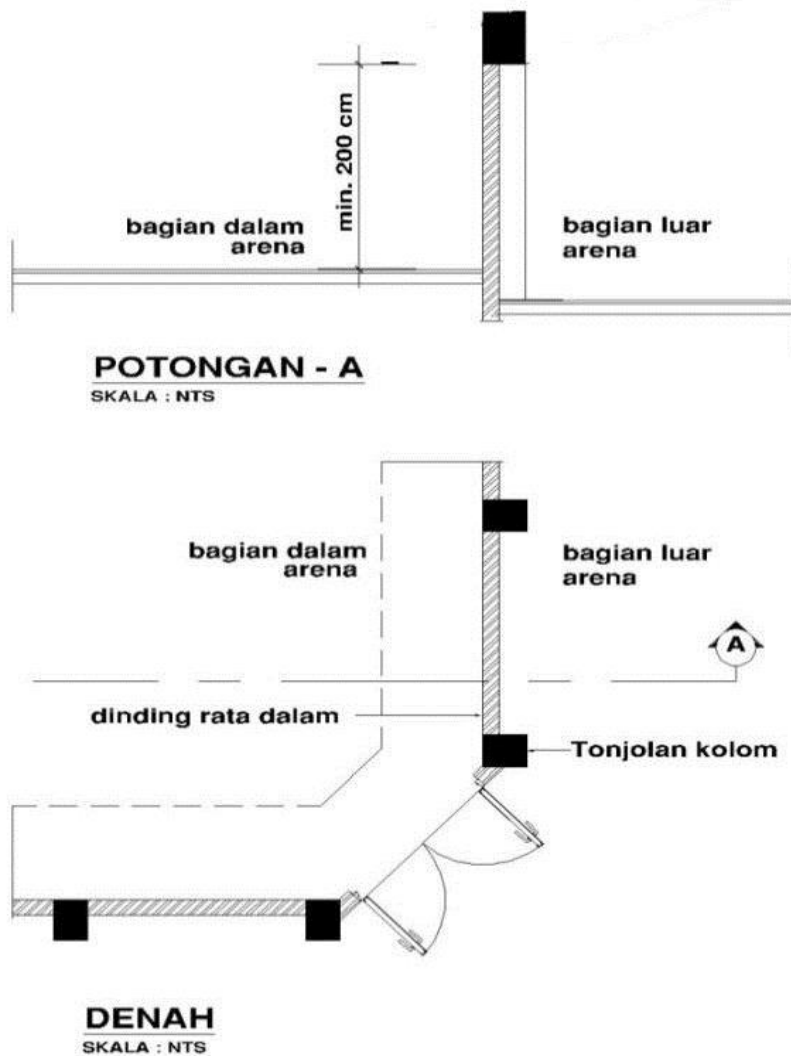 min. 200 cm
bagian dalam
arena
bagian luar
arena
POTONGAN - A
SKALA : NTS
bagian dalam
arena
bagian luar
arena
A
dinding rata dalam
Tonjolan kolom
DENAH
SKALA : NTS